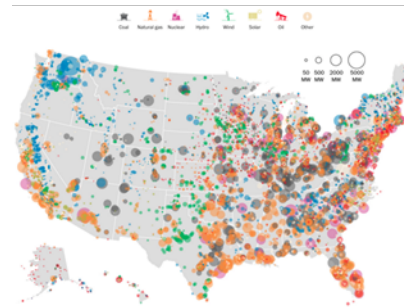 Coal Natural gas Nuclear Hydro Wind Solar Oil Other
50 500 2000 5000
MW MW MW MW